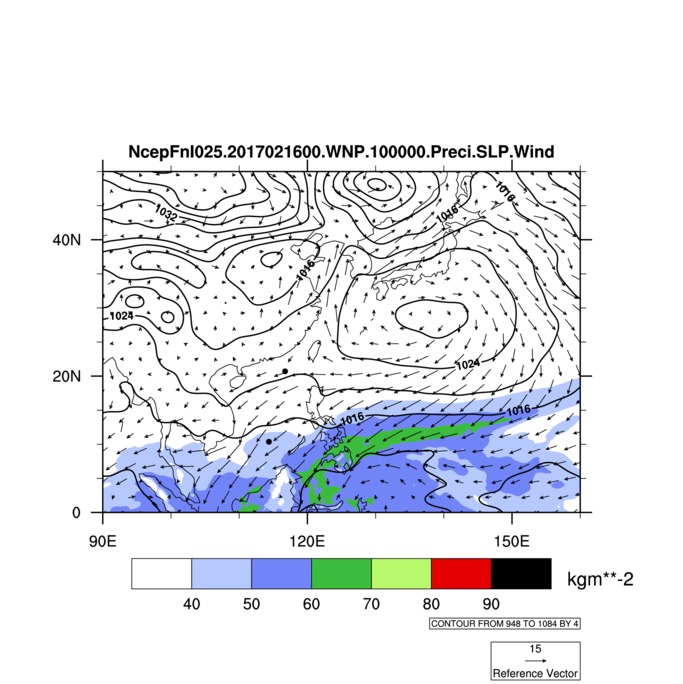 NcepFnl025.2017021600.WNP.100000.Preci.SLP.Wind
1032
1016
1016
40N
1016
1024
1024
20N
1016
1016
0
90E 120E 150E
kgm**-2
40 50 60 70 80 90
CONTOUR FROM 948 TO 1084 BY 4
15
Reference Vector